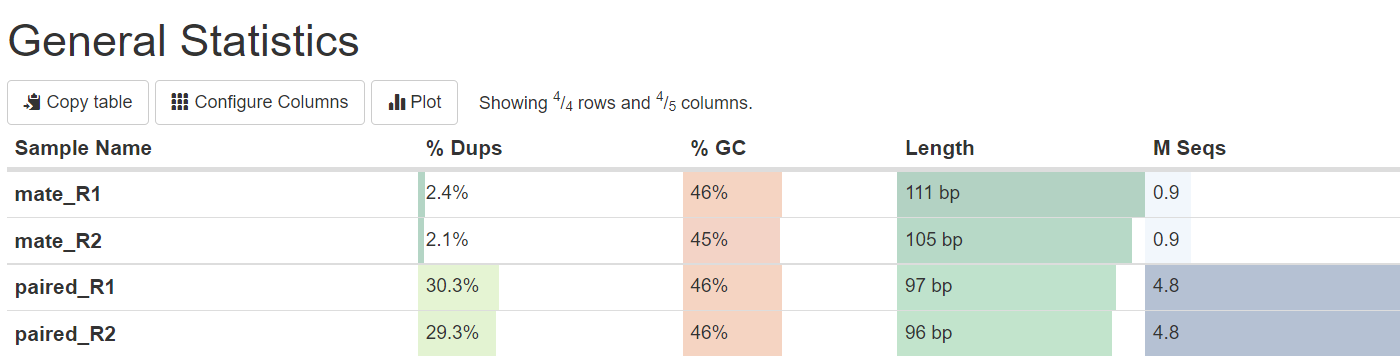 General Statistics
Copy table Configure Columns Plot Showing 4/4 rows and 4/5 columns.
Sample Name % Dups % GC Length M Seqs
mate_R1 2.4% 46% 111 bp 0.9
mate_R2 2.1% 45% 105 bp 0.9
paired_R1 30.3% 46% 97 bp 4.8
paired_R2 29.3% 46% 96 bp 4.8